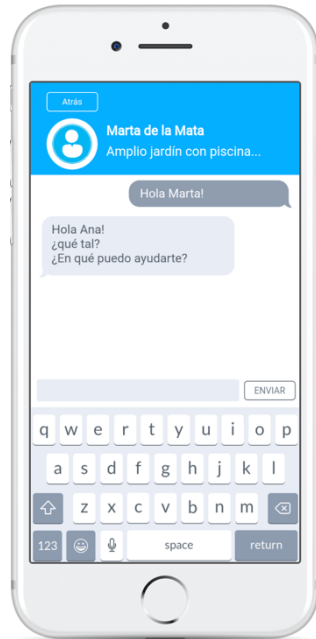 Atrás
Marta de la Mata
Amplio jardín con piscina...
Hola Marta!
Hola Ana!
¿qué tal?
¿En qué puedo ayudarte?
ENVIAR
q w e r t y u i o p
a s d f g h j k l
z x c v b n m
123 space return